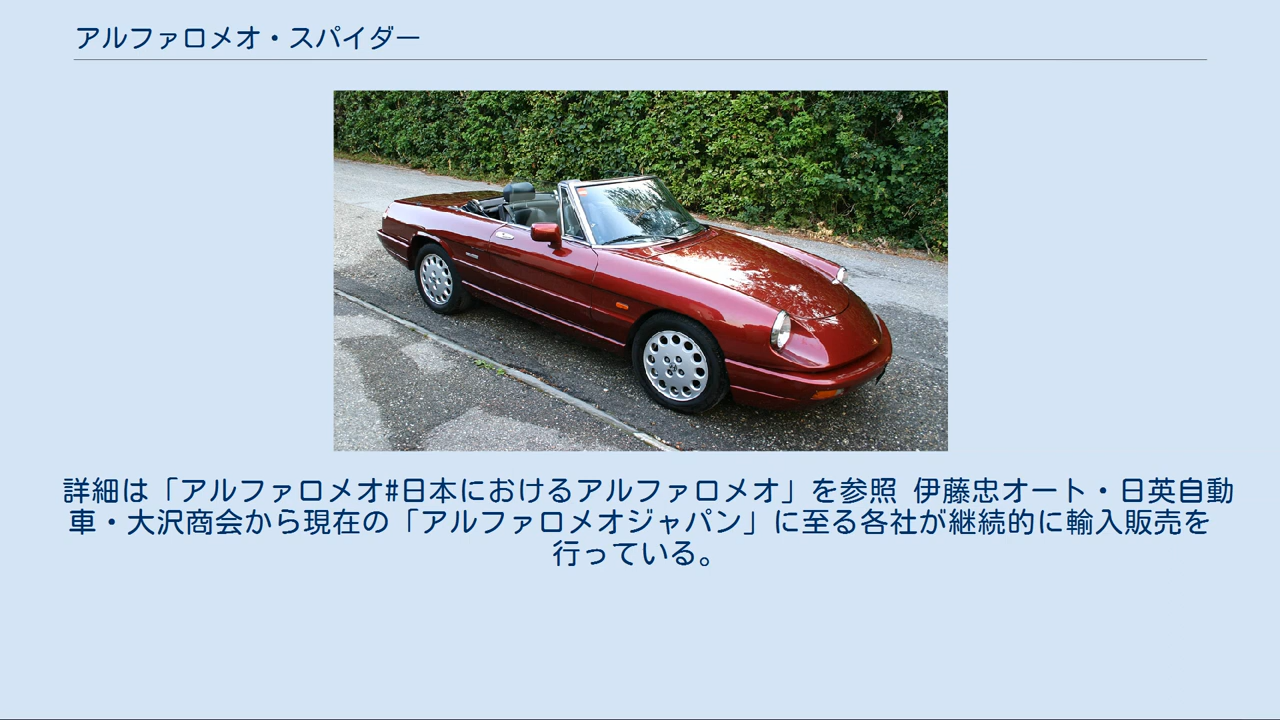 アルファロメオ・スパイダー
詳細は「アルファロメオ#日本におけるアルファロメオ」を参照 伊藤忠オート・日英自動
車・大沢商会から現在の「アルファロメオジャパン」に至る各社が継続的に輸入販売を
行っている。